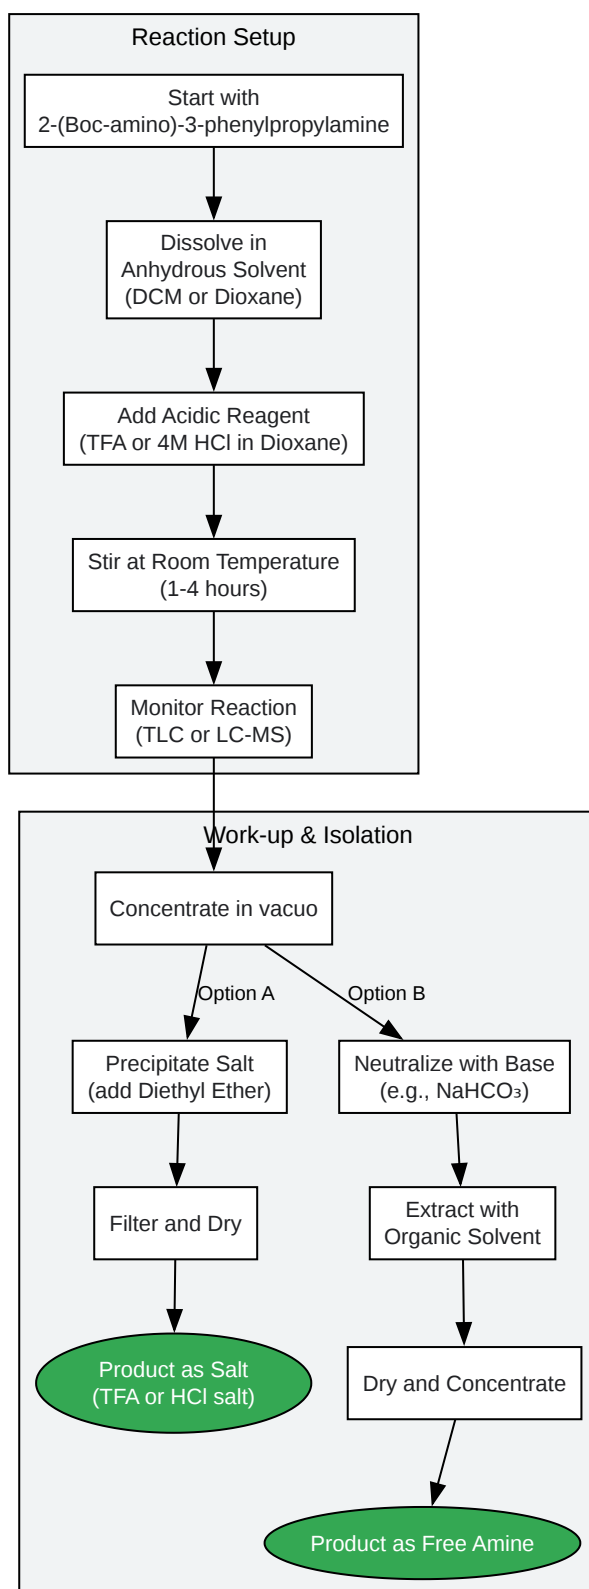 Reaction Setup
Start with
2-(Boc-amino)-3-phenylpropylamine
Dissolve in
Anhydrous Solvent
(DCM or Dioxane)
Add Acidic Reagent
(TFA or 4M HCl in Dioxane)
Stir at Room Temperature
(1-4 hours)
Monitor Reaction
(TLC or LC-MS)
Work-up & Isolation
Concentrate in vacuo
Option A
Option B
Precipitate Salt
(add Diethyl Ether)
Neutralize with Base
(e.g., NaHCO₃)
Filter and Dry
Extract with
Organic Solvent
Product as Salt
(TFA or HCl salt)
Dry and Concentrate
Product as Free Amine